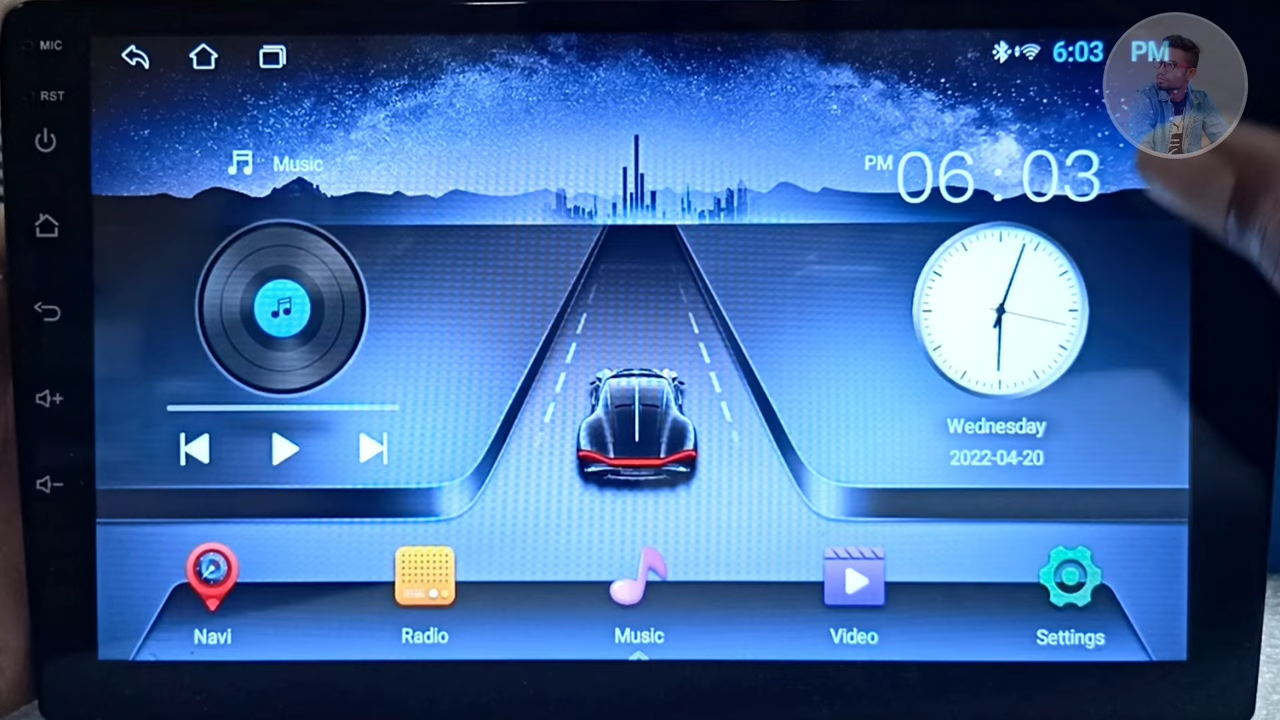 MIC
RST
6:03 PM
Music
PM 06:03
Wednesday
2022-04-20
Navi
Radio
Music
Video
Settings